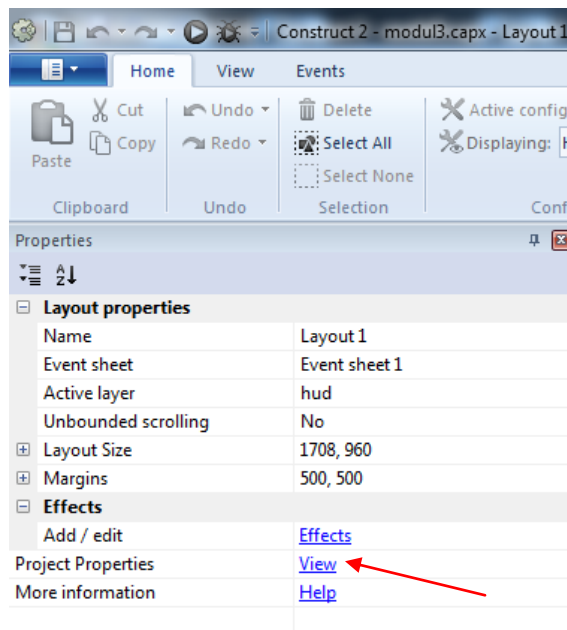 Construct 2 - modul3.capx - Layout 1
Home View Events
Cut Undo Delete Active config
Copy Redo Select All Displaying: H
Paste Select None
Clipboard Undo Selection Conf
Properties
Layout properties
Name Layout 1
Event sheet Event sheet 1
Active layer hud
Unbounded scrolling No
Layout Size 1708, 960
Margins 500, 500
Effects
Add / edit Effects
Project Properties View
More information Help